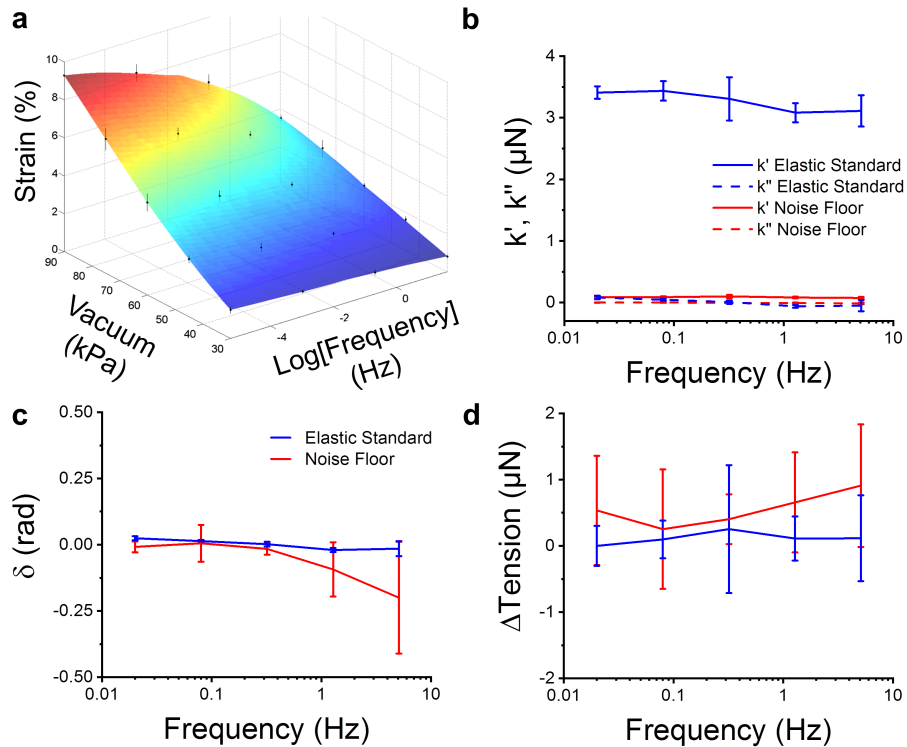 a
Strain (%)
10
8
6
4
2
0
90
80
70
60
50
40
30
Vacuum
(kPa)
-4
-2
0
Log[Frequency]
(Hz)
b
k', k'' (µN)
4
3
2
1
0
k' Elastic Standard
k'' Elastic Standard
k' Noise Floor
k'' Noise Floor
0.01
0.1
1
10
Frequency (Hz)
c
δ (rad)
0.50
0.25
0.00
-0.25
-0.50
Elastic Standard
Noise Floor
0.01
0.1
1
10
Frequency (Hz)
d
ΔTension (µN)
2
1
0
-1
-2
0.01
0.1
1
10
Frequency (Hz)